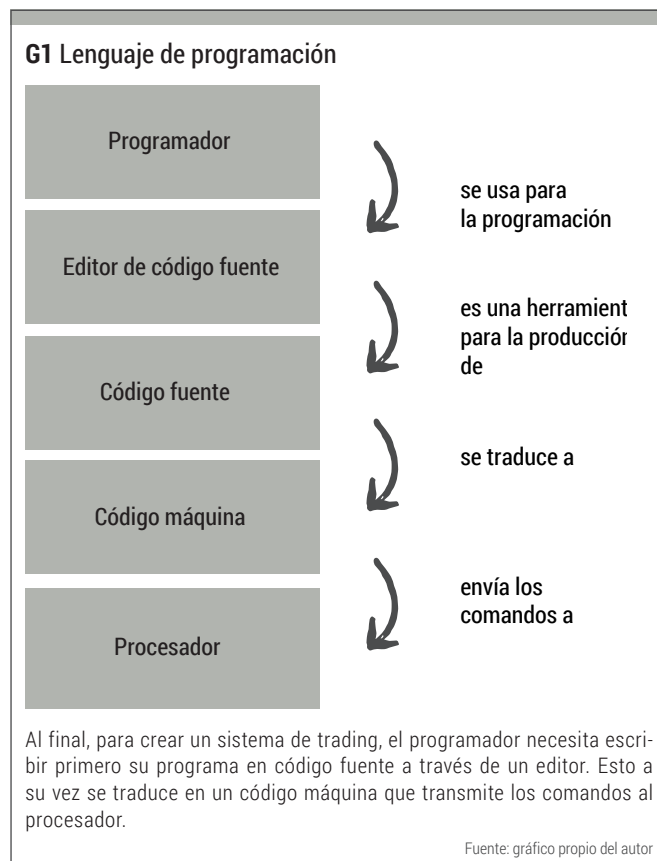 G1 Lenguaje de programación
Programador
se usa para
la programación
Editor de código fuente
es una herramient
para la producción
de
Código fuente
se traduce a
Código máquina
envía los
comandos a
Procesador
Al final, para crear un sistema de trading, el programador necesita escri-
bir primero su programa en código fuente a través de un editor. Esto a
su vez se traduce en un código máquina que transmite los comandos al
procesador.
Fuente: gráfico propio del autor